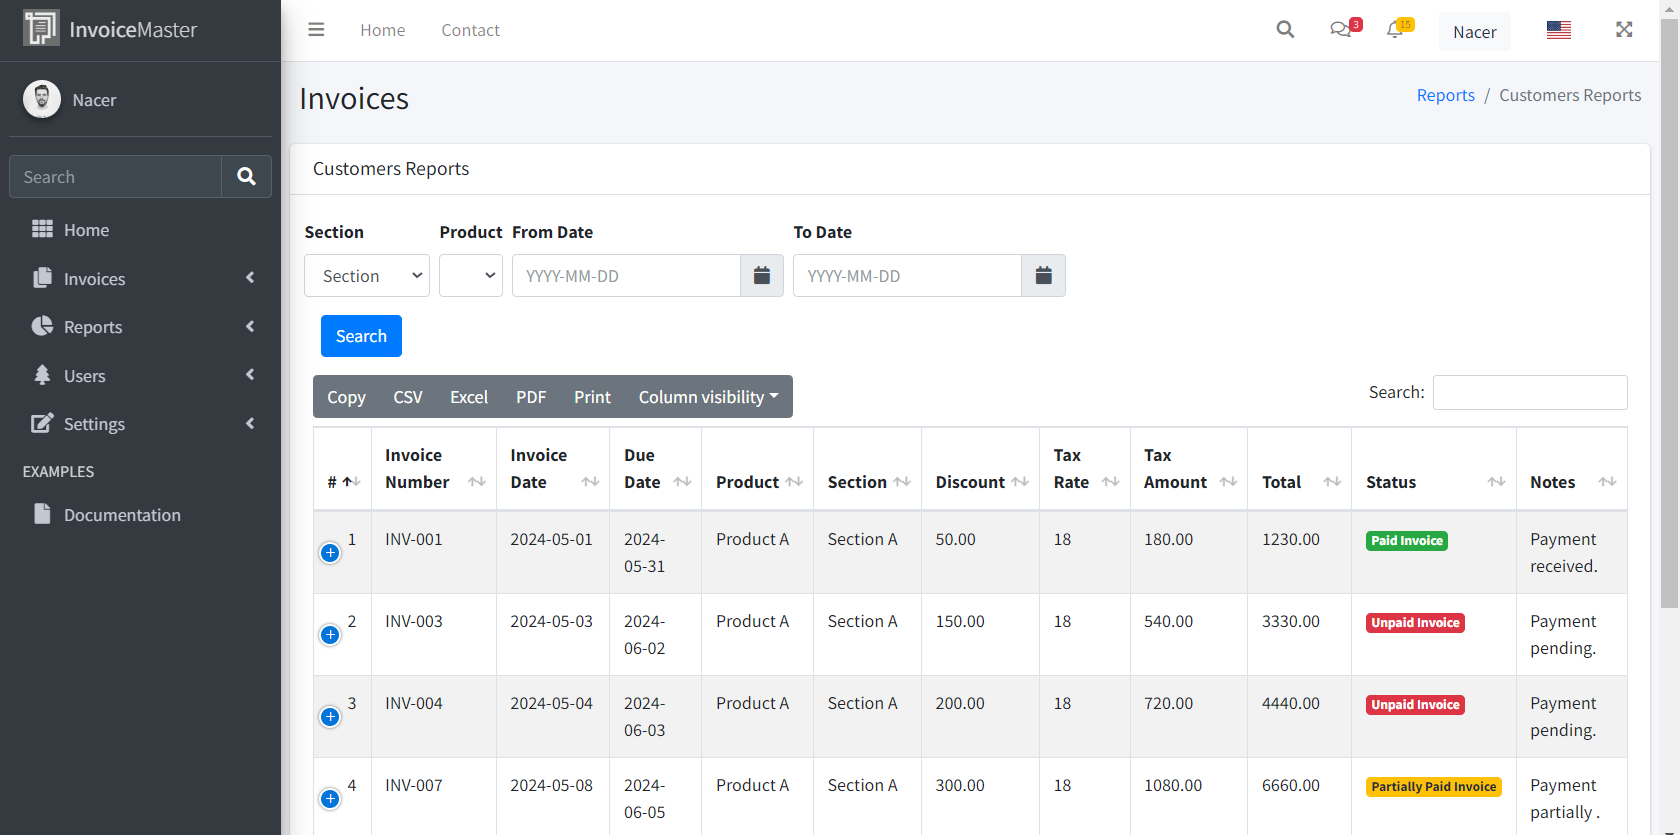 InvoiceMaster
Home
Contact
3
15
Nacer
Nacer
Search
Home
Invoices
Reports
Users
Settings
EXAMPLES
Documentation
Invoices
Reports / Customers Reports
Customers Reports
Section Product From Date To Date
Section YYYY-MM-DD YYYY-MM-DD
Search
Copy CSV Excel PDF Print Column visibility
Search:
# Invoice Number Invoice Date Due Date Product Section Discount Tax Rate Tax Amount Total Status Notes
1 INV-001 2024-05-01 2024-05-31 Product A Section A 50.00 18 180.00 1230.00 Paid Invoice Payment received.
2 INV-003 2024-05-03 2024-06-02 Product A Section A 150.00 18 540.00 3330.00 Unpaid Invoice Payment pending.
3 INV-004 2024-05-04 2024-06-03 Product A Section A 200.00 18 720.00 4440.00 Unpaid Invoice Payment pending.
4 INV-007 2024-05-08 2024-06-05 Product A Section A 300.00 18 1080.00 6660.00 Partially Paid Invoice Payment partially .